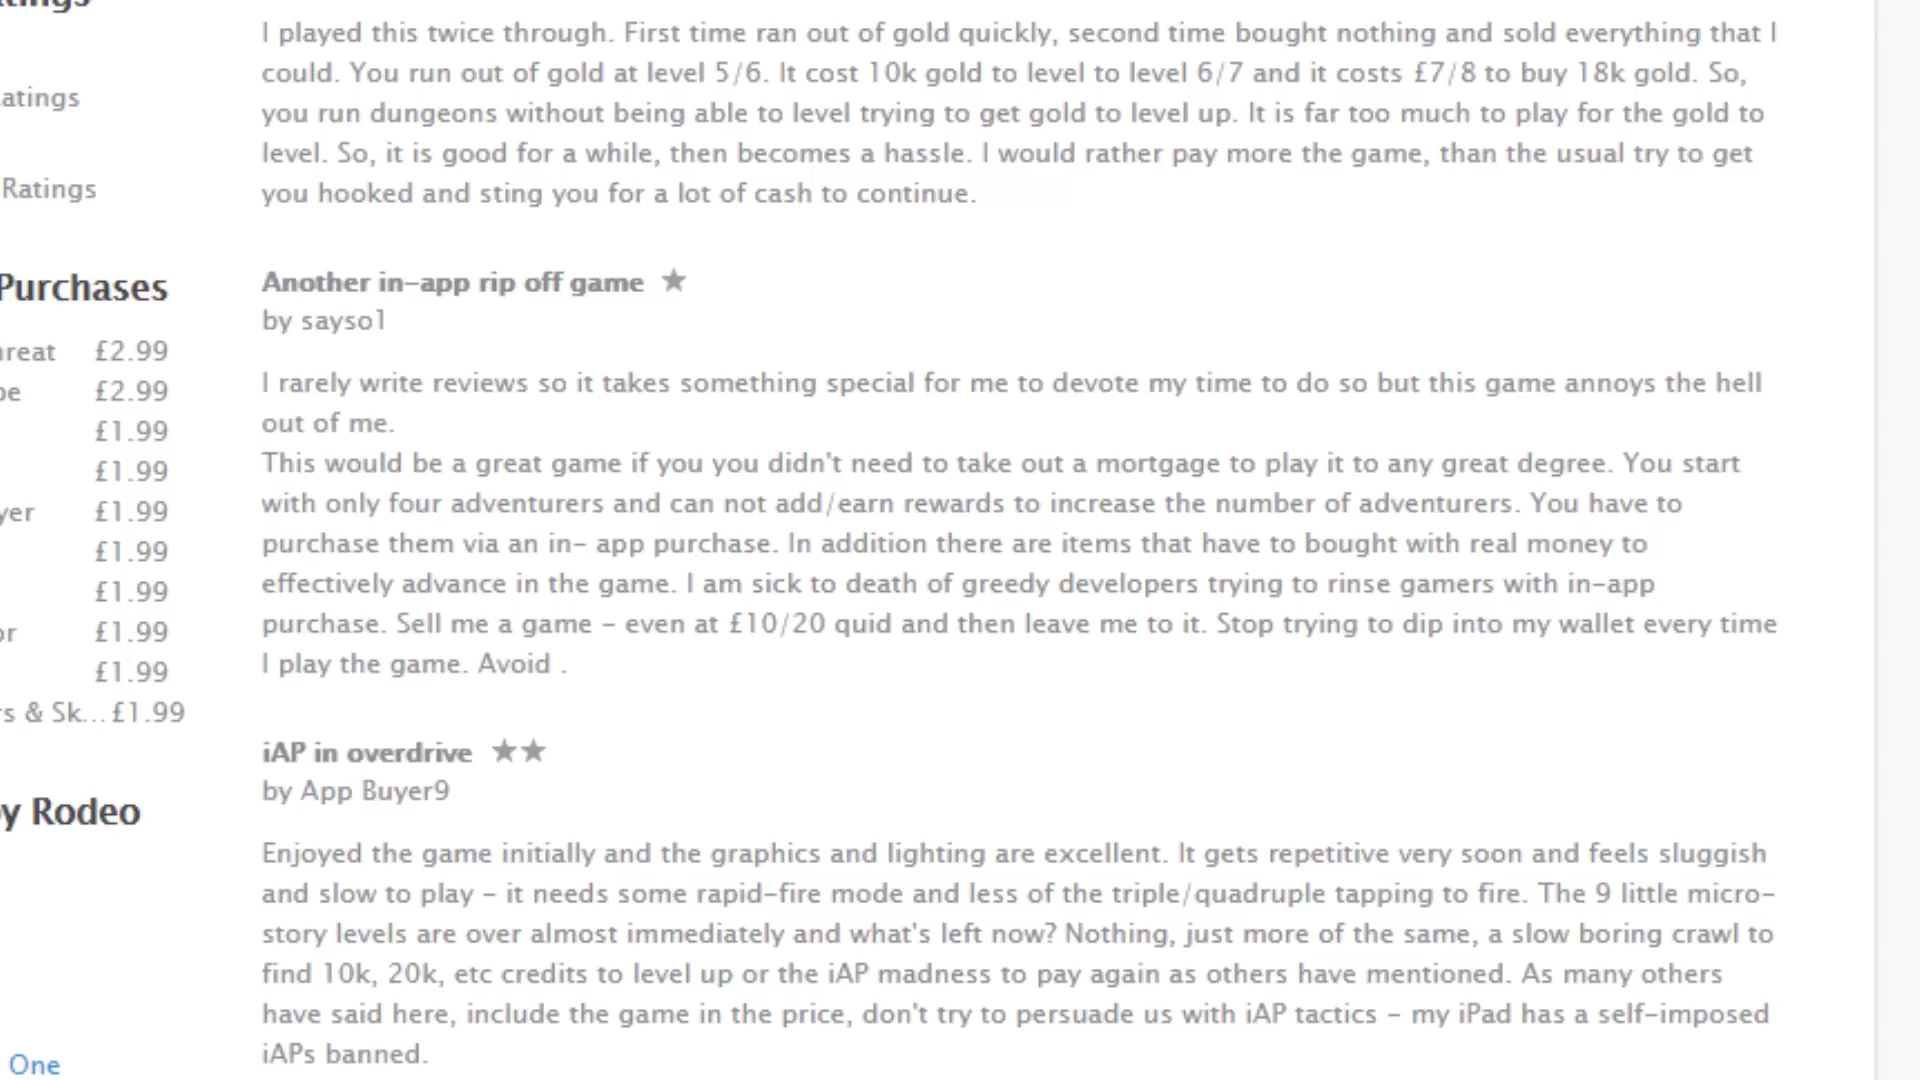 I played this twice through. First time ran out of gold quickly, second time bought nothing and sold everything that I
could. You run out of gold at level 5/6. It cost 10k gold to level to level 6/7 and it costs £7/8 to buy 18k gold. So,
you run dungeons without being able to level trying to get gold to level up. It is far too much to play for the gold to
level. So, it is good for a while, then becomes a hassle. I would rather pay more the game, than the usual try to get
you hooked and sting you for a lot of cash to continue.
Another in-app rip off game ★
by sayso1
I rarely write reviews so it takes something special for me to devote my time to do so but this game annoys the hell
out of me.
This would be a great game if you you didn't need to take out a mortgage to play it to any great degree. You start
with only four adventurers and can not add/earn rewards to increase the number of adventurers. You have to
purchase them via an in- app purchase. In addition there are items that have to bought with real money to
effectively advance in the game. I am sick to death of greedy developers trying to rinse gamers with in-app
purchase. Sell me a game - even at £10/20 quid and then leave me to it. Stop trying to dip into my wallet every time
I play the game. Avoid .
iAP in overdrive ★★
by App Buyer9
Enjoyed the game initially and the graphics and lighting are excellent. It gets repetitive very soon and feels sluggish
and slow to play - it needs some rapid-fire mode and less of the triple/quadruple tapping to fire. The 9 little micro-
story levels are over almost immediately and what's left now? Nothing, just more of the same, a slow boring crawl to
find 10k, 20k, etc credits to level up or the iAP madness to pay again as others have mentioned. As many others
have said here, include the game in the price, don't try to persuade us with iAP tactics - my iPad has a self-imposed
iAPs banned.
atings
Ratings
Purchases
reat £2.99
be £2.99
£1.99
£1.99
yer £1.99
£1.99
£1.99
or £1.99
£1.99
rs & Sk... £1.99
by Rodeo
One